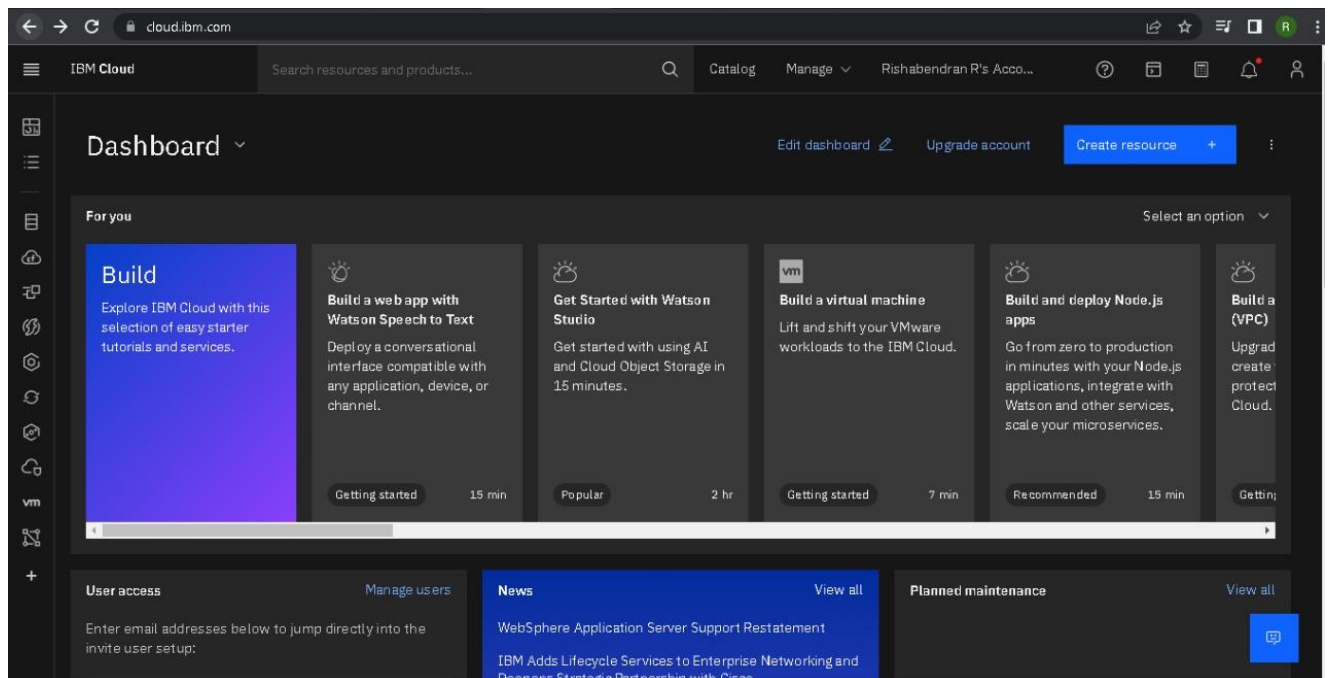 cloud.ibm.com
R
IBM Cloud
Search resources and products...
Catalog
Manage
Rishabendran R's Acco...
Dashboard
Edit dashboard
Upgrade account
Create resource +
For you
Select an option
Build
Explore IBM Cloud with this
selection of easy starter
tutorials and services.
Build a web app with
Watson Speech to Text
Deploy a conversational
interface compatible with
any application, device, or
channel.
Getting started
15 min
Get Started with Watson
Studio
Get started with using AI
and Cloud Object Storage in
15 minutes.
Popular
2 hr
vm
Build a virtual machine
Lift and shift your VMware
workloads to the IBM Cloud.
Getting started
7 min
Build and deploy Node.js
apps
Go from zero to production
in minutes with your Node.js
applications, integrate with
Watson and other services,
scale your microservices.
Recommended
15 min
Build a
(VPC)
Upgrad
create
protect
Cloud.
Getting
vm
+
User access
Manage users
Enter email addresses below to jump directly into the
invite user setup:
News
View all
WebSphere Application Server Support Restatement
IBM Adds Lifecycle Services to Enterprise Networking and
Deepens Strategic Partnership with Cisco
Planned maintenance
View all